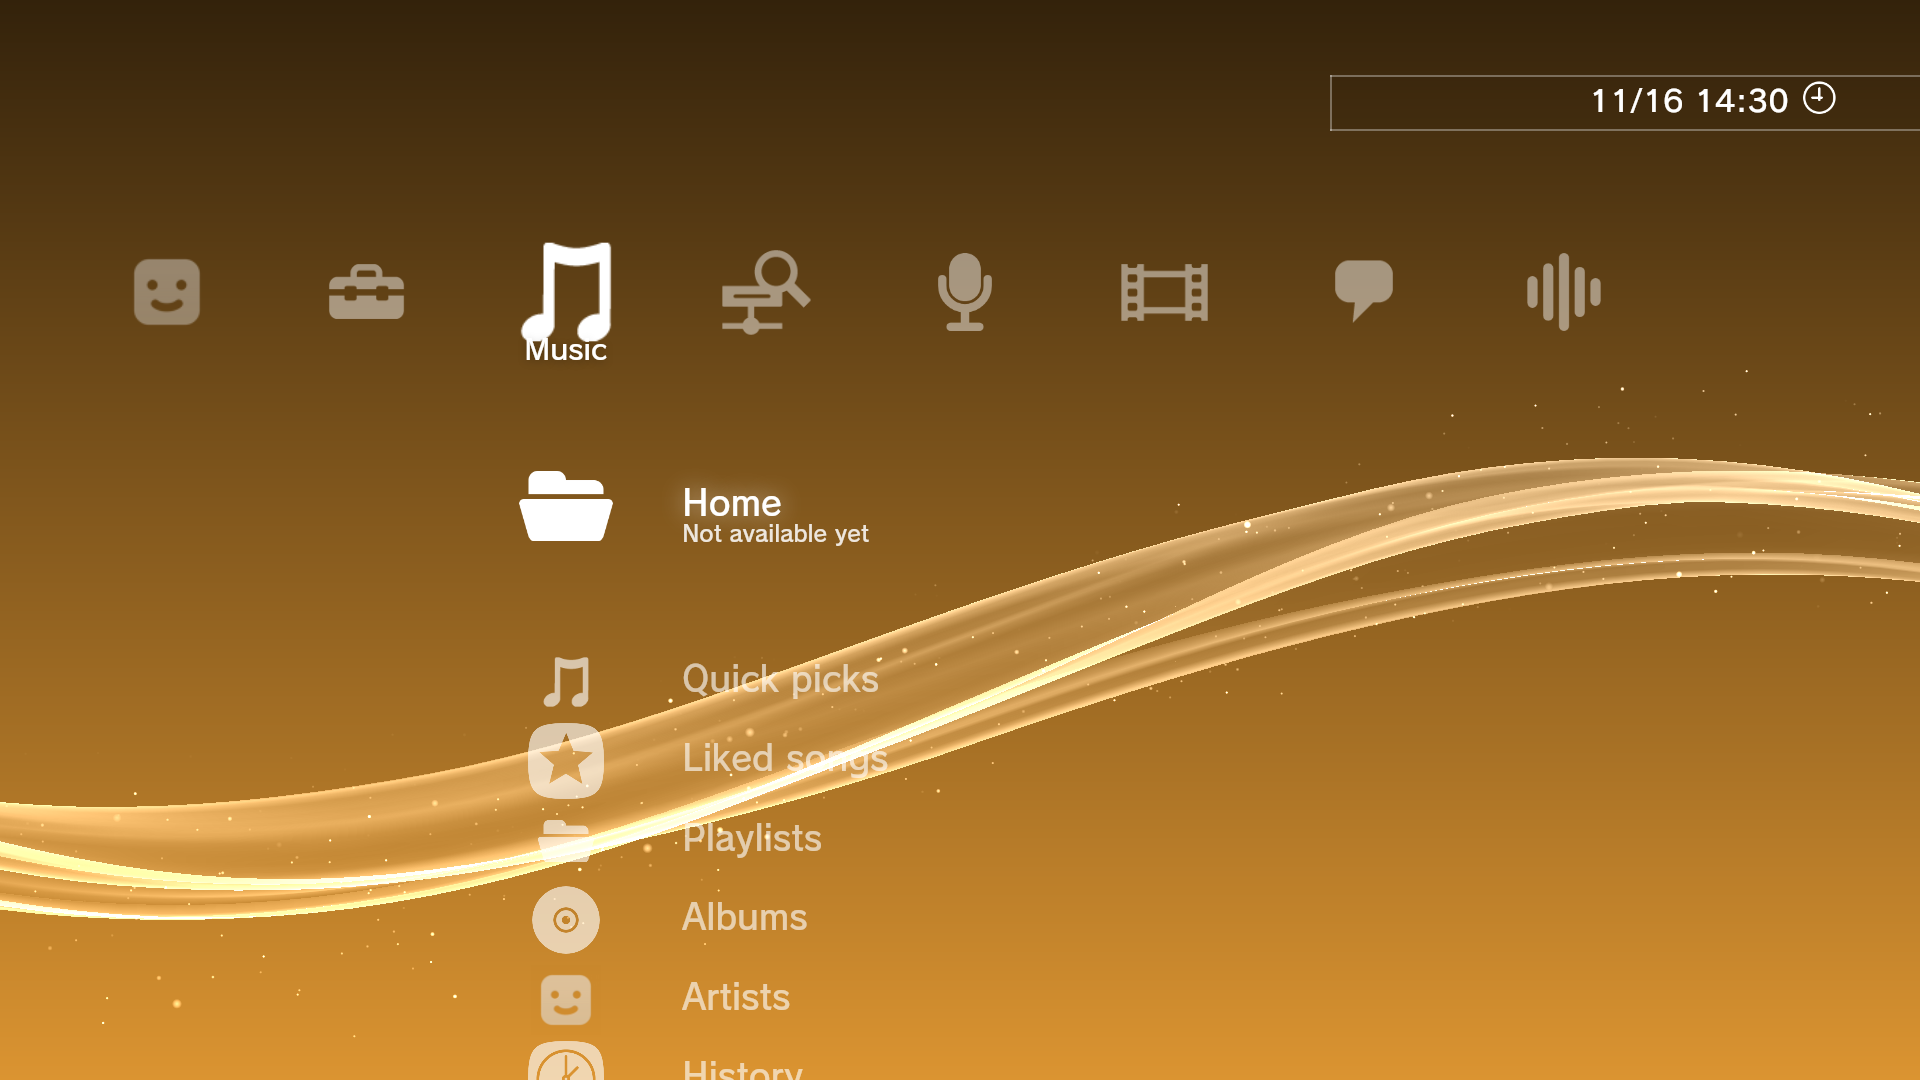 11/16 14:30
Music
Home
Not available yet
Quick picks
Liked songs
Playlists
Albums
Artists
History